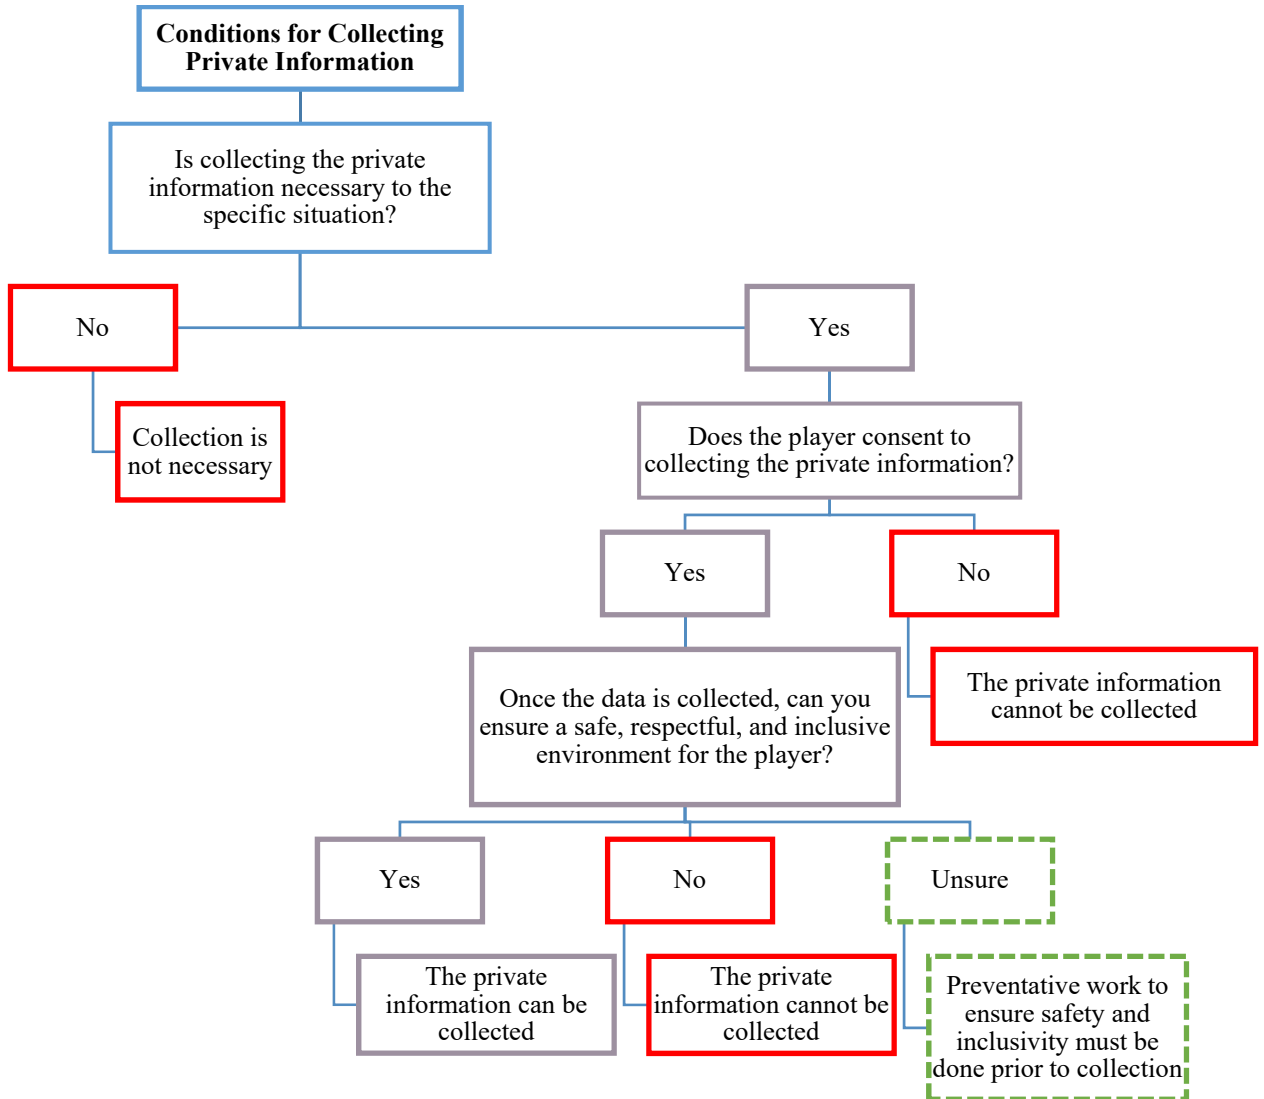 Conditions for Collecting
Private Information
Is collecting the private
information necessary to the
specific situation?
No
Yes
Collection is
not necessary
Does the player consent to
collecting the private information?
Yes
No
Once the data is collected, can you
ensure a safe, respectful, and inclusive
environment for the player?
The private information
cannot be collected
Yes
No
Unsure
The private
information can be
collected
The private
information cannot be
collected
Preventative work to
ensure safety and
inclusivity must be
done prior to collection